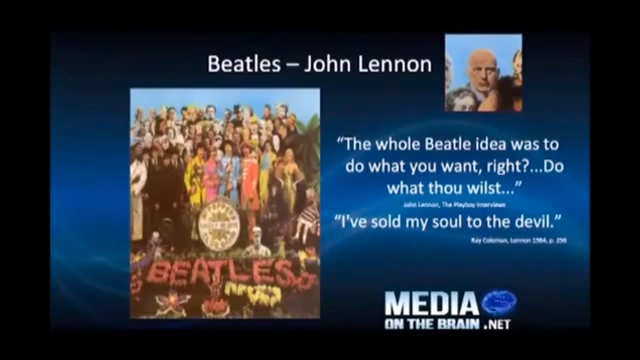 Beatles – John Lennon
“The whole Beatle idea was to
do what you want, right?...Do
what thou wilst...”
John Lennon, The Playboy Interviews
“I've sold my soul to the devil.”
Ray Coleman, Lennon 1984, p. 256
BEATLES
MEDIA
ON THE BRAIN .NET